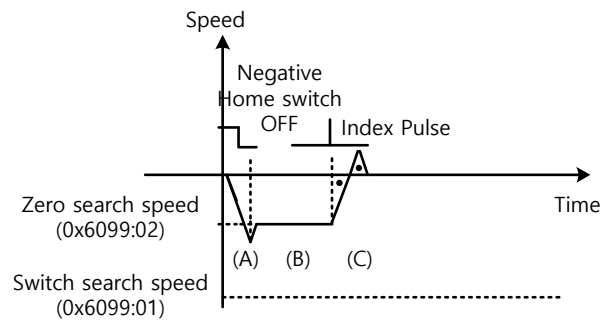 Speed
Negative
Home switch
OFF
Index Pulse
Time
Zero search speed
(0x6099:02)
(A)
(B)
(C)
Switch search speed
(0x6099:01)